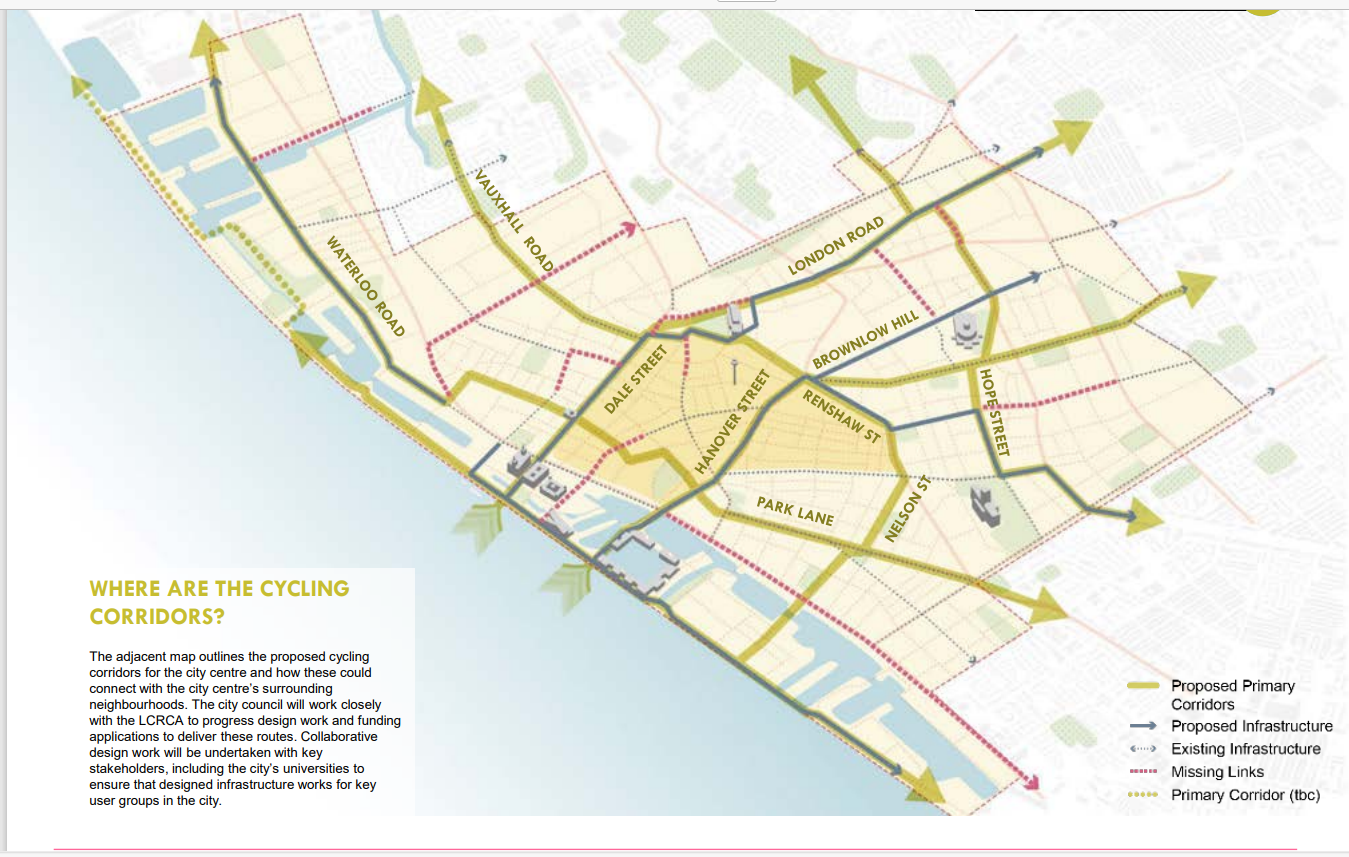 VAUXHALL ROAD
WATERLOO ROAD
LONDON ROAD
BROWNLOW HILL
DALE STREET
HANOVER STREET
RENSHAW ST
HOPE STREET
NELSON ST
PARK LANE
WHERE ARE THE CYCLING
CORRIDORS?
The adjacent map outlines the proposed cycling
corridors for the city centre and how these could
connect with the city centre's surrounding
neighbourhoods. The city council will work closely
with the LCRCA to progress design work and funding
applications to deliver these routes. Collaborative
design work will be undertaken with key
stakeholders, including the city's universities to
ensure that designed infrastructure works for key
user groups in the city.
Proposed Primary
Corridors
Proposed Infrastructure
Existing Infrastructure
Missing Links
Primary Corridor (tbc)